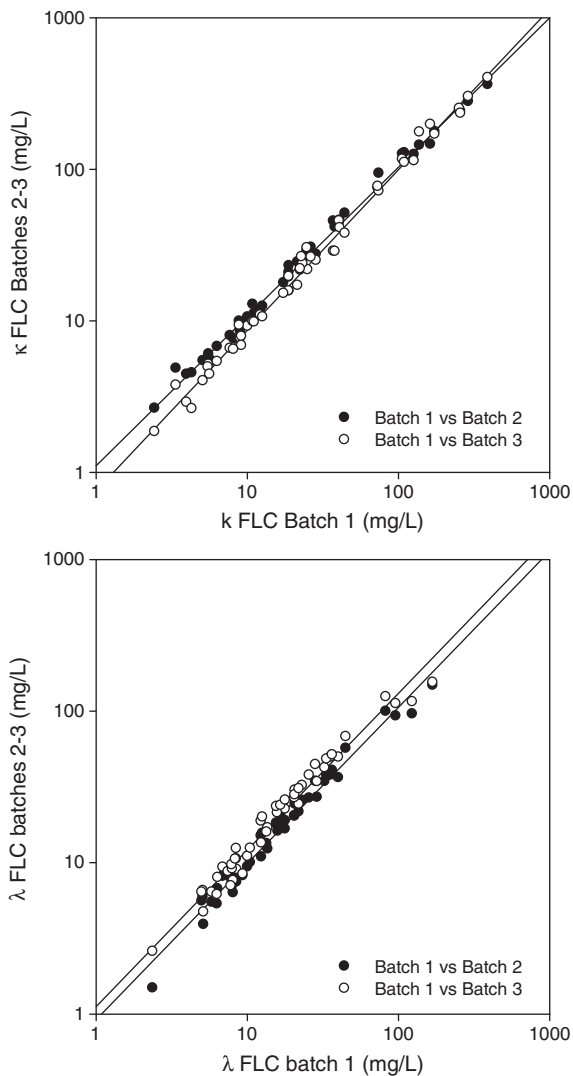 1000
100
10
1
κ FLC Batches 2-3 (mg/L)
Batch 1 vs Batch 2
Batch 1 vs Batch 3
1 10 100 1000
k FLC Batch 1 (mg/L)
1000
100
10
1
λ FLC batches 2-3 (mg/L)
Batch 1 vs Batch 2
Batch 1 vs Batch 3
1 10 100 1000
λ FLC batch 1 (mg/L)